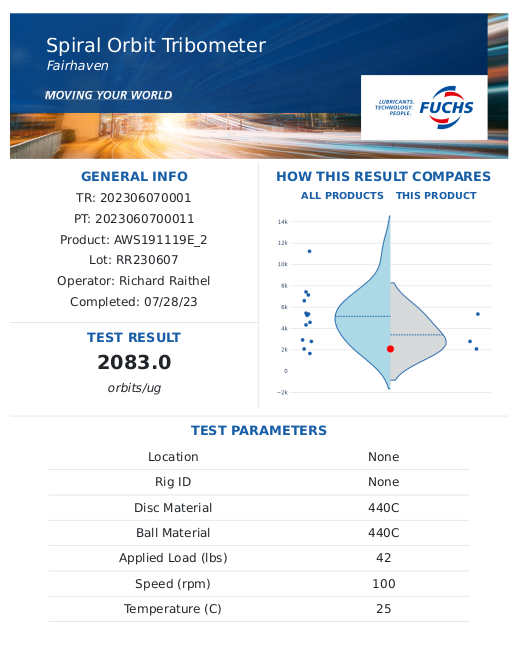 Spiral Orbit Tribometer
Fairhaven
MOVING YOUR WORLD
LUBRICANTS.
TECHNOLOGY.
PEOPLE.
FUCHS
GENERAL INFO
TR: 202306070001
PT: 2023060700011
Product: AWS191119E_2
Lot: RR230607
Operator: Richard Raithel
Completed: 07/28/23
TEST RESULT
2083.0
orbits/ug
HOW THIS RESULT COMPARES
ALL PRODUCTS THIS PRODUCT
14k
12k
10k
8k
6k
4k
2k
0
−2k
TEST PARAMETERS
Location None
Rig ID None
Disc Material 440C
Ball Material 440C
Applied Load (lbs) 42
Speed (rpm) 100
Temperature (C) 25